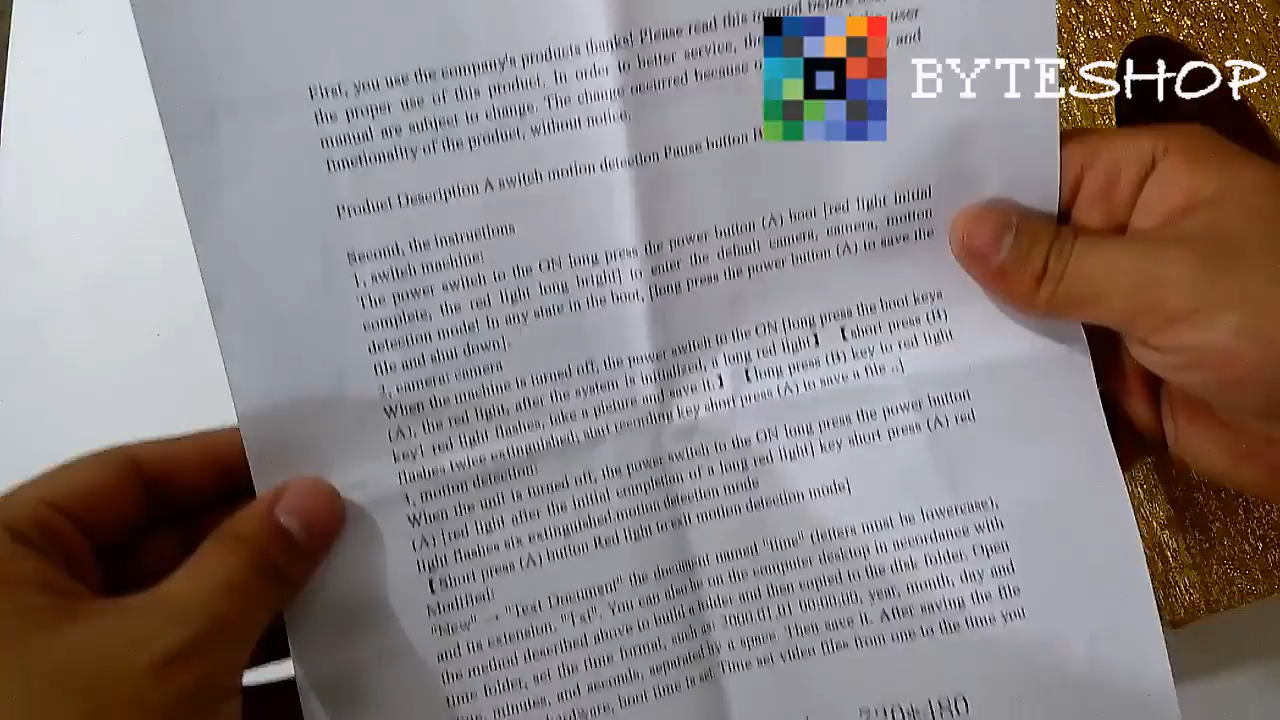 First, you use the company's products thanks! Please read this manual before
the proper use of this product. In order to better service, the user
manual are subject to change. The change occurred because and
functionality of the product, without notice.
Product Description A switch motion detection Pause button
Second, the instructions
1, switch machine:
The power switch to the ON long press the power button (A) boot [red light initial
complete, the red light long bright] to enter the default camera, camera, motion
detection mode] In any state in the boot, [long press the power button (A) to save the
file and shut down].
camera: camera
When the machine is turned off, the power switch to the ON [long press the boot keys
(A), the red light, after the system is initialized, a long red light】 【short press (B)
key] red light flashes, take a picture and save it.】 【long press (B) key to red light
flashes twice extinguished, start recording key short press (A) to save a file ..]
motion detection:
When the unit is turned off, the power switch to the ON long press the power button
(A) [red light after the initial completion of a long red light] key short press (A) red
light flashes six extinguished motion detection mode
【Short press (A) button Red light to exit motion detection mode]
Modified:
"New" → "Text Document" the document named "time" (letters must be lowercase),
and its extension, "Txt". You can also on the computer desktop in accordance with
the method described above to build a folder and then copied to the disk folder. Open
time folder, set the time format, such as 2000.01.01 00:00:00, year, month, day and
minutes, and seconds, separated by a space. Then save it. After saving the file
hardware, boot time is set. Time set video files from one to the time you
720*480
BYTESHOP